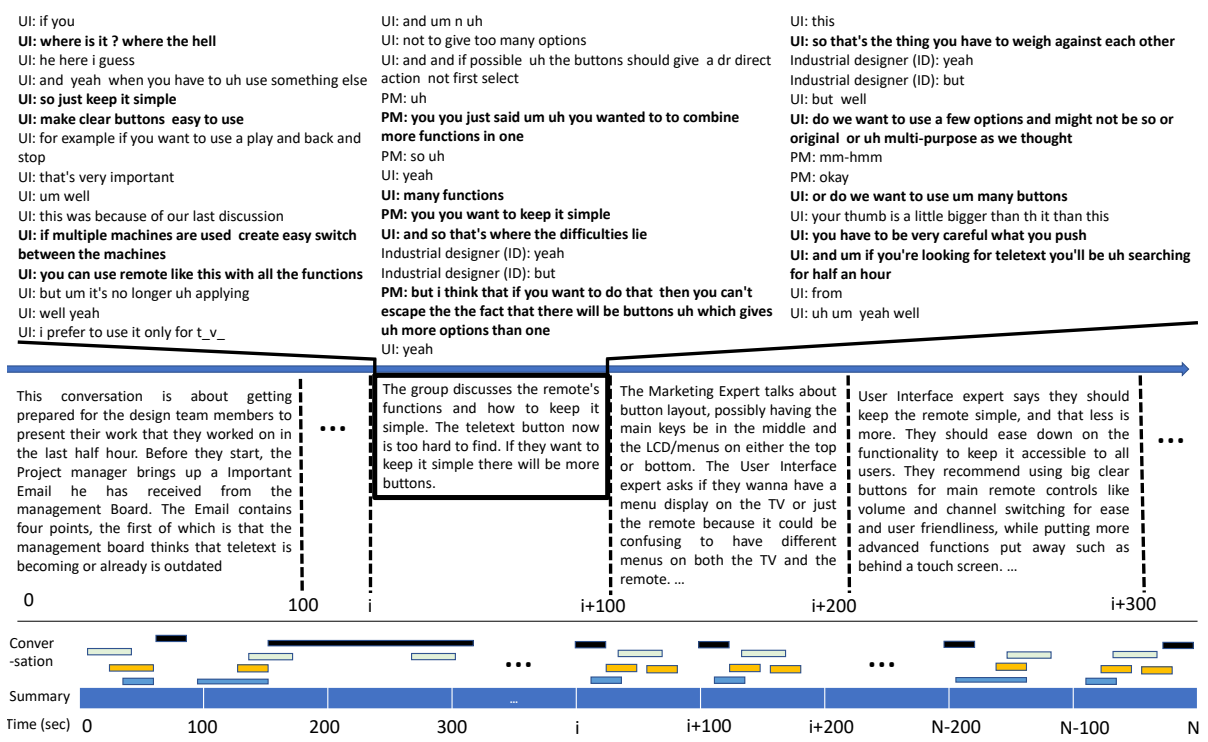 UI: if you
UI: where is it ? where the hell
UI: he here i guess
UI: and yeah when you have to uh use something else
UI: so just keep it simple
UI: make clear buttons easy to use
UI: for example if you want to use a play and back and
stop
UI: that's very important
UI: um well
UI: this was because of our last discussion
UI: if multiple machines are used create easy switch
between the machines
UI: you can use remote like this with all the functions
UI: but um it's no longer uh applying
UI: well yeah
UI: i prefer to use it only for t_v_
UI: and um n uh
UI: not to give too many options
UI: and and if possible uh the buttons should give a dr direct
action not first select
PM: uh
PM: you you just said um uh you wanted to to combine
more functions in one
PM: so uh
UI: yeah
UI: many functions
PM: you you want to keep it simple
UI: and so that's where the difficulties lie
Industrial designer (ID): yeah
Industrial designer (ID): but
PM: but i think that if you want to do that then you can't
escape the the fact that there will be buttons uh which gives
uh more options than one
UI: yeah
UI: this
UI: so that's the thing you have to weigh against each other
Industrial designer (ID): yeah
Industrial designer (ID): but
UI: but well
UI: do we want to use a few options and might not be so or
original or uh multi-purpose as we thought
PM: mm-hmm
PM: okay
UI: or do we want to use um many buttons
UI: your thumb is a little bigger than th it than this
UI: you have to be very careful what you push
UI: and um if you're looking for teletext you'll be uh searching
for half an hour
UI: from
UI: uh um yeah well
This conversation is about getting
prepared for the design team members to
present their work that they worked on in
the last half hour. Before they start, the
Project manager brings up a Important
Email he has received from the
management Board. The Email contains
four points, the first of which is that the
management board thinks that teletext is
becoming or already is outdated
...
The group discusses the remote's
functions and how to keep it
simple. The teletext button now
is too hard to find. If they want to
keep it simple there will be more
buttons.
The Marketing Expert talks about
button layout, possibly having the
main keys be in the middle and
the LCD/menus on either the top
or bottom. The User Interface
expert asks if they wanna have a
menu display on the TV or just
the remote because it could be
confusing to have different
menus on both the TV and the
remote. ...
User Interface expert says they should
keep the remote simple, and that less is
more. They should ease down on the
functionality to keep it accessible to all
users. They recommend using big clear
buttons for main remote controls like
volume and channel switching for ease
and user friendliness, while putting more
advanced functions put away such as
behind a touch screen. ...
...
0 100 i i+100 i+200 i+300
Conver
-sation
... ...
Summary
...
Time (sec) 0 100 200 300 i i+100 i+200 N-200 N-100 N